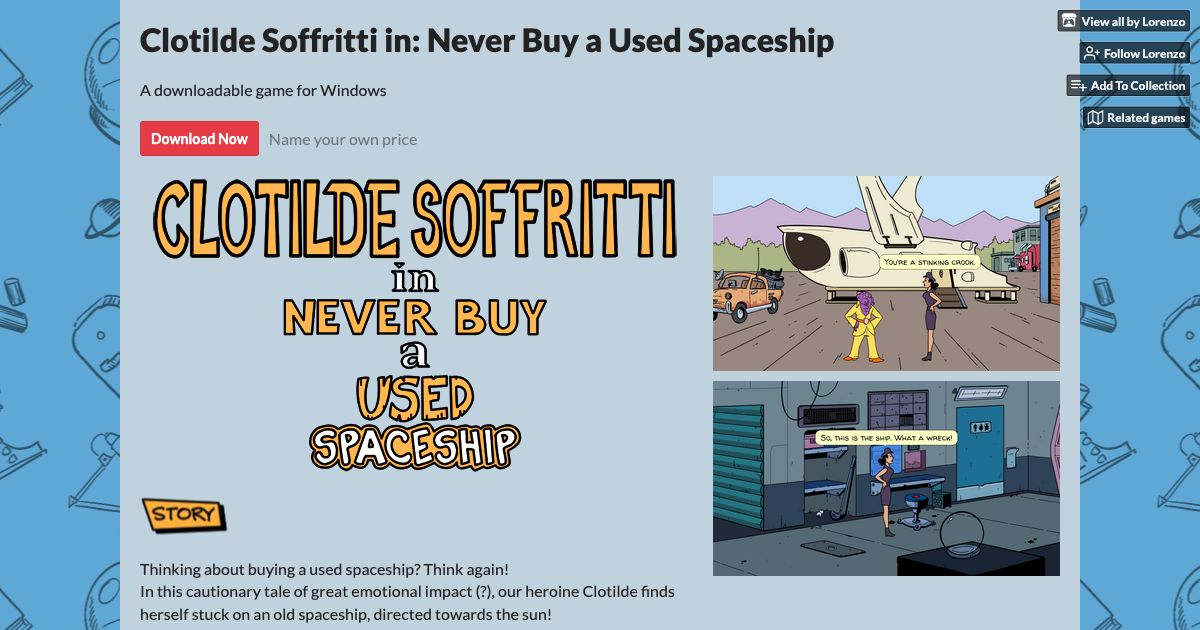 Clotilde Soffritti in: Never Buy a Used Spaceship
View all by Lorenzo
Follow Lorenzo
Add To Collection
Related games
A downloadable game for Windows
Download Now
Name your own price
CLOTILDE SOFFRITTI
in
NEVER BUY
a
USED
SPACESHIP
YOU'RE A STINKING CROOK.
SO, THIS IS THE SHIP. WHAT A WRECK!
STORY
Thinking about buying a used spaceship? Think again!
In this cautionary tale of great emotional impact (?), our heroine Clotilde finds
herself stuck on an old spaceship, directed towards the sun!